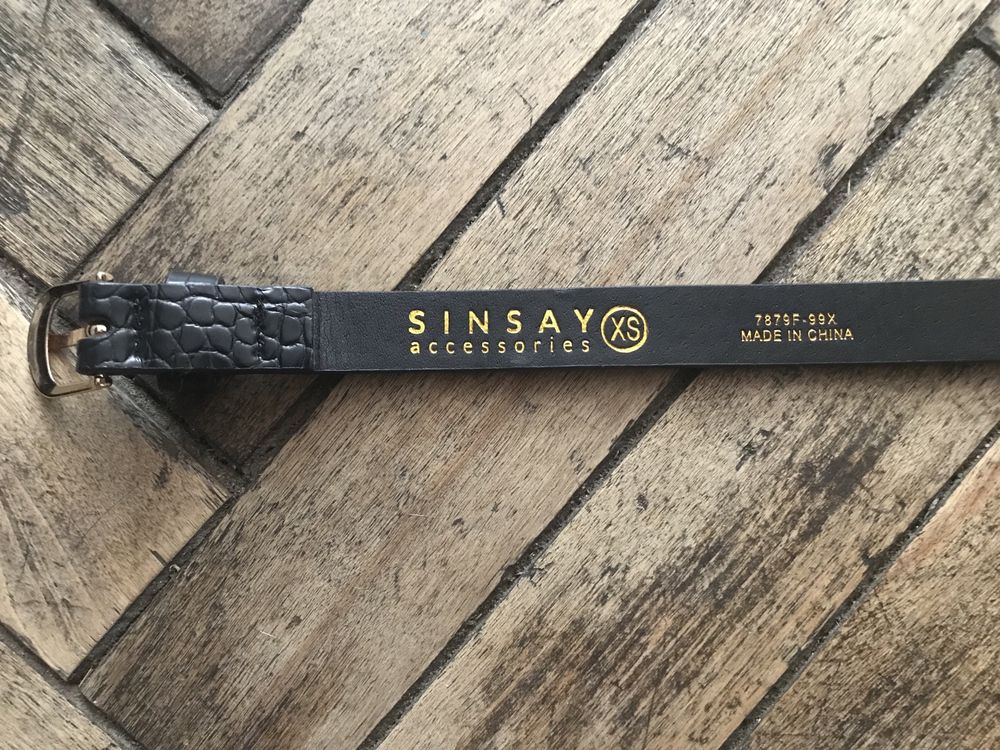 SINSAY
accessories
XS
7879F-99X
MADE IN CHINA